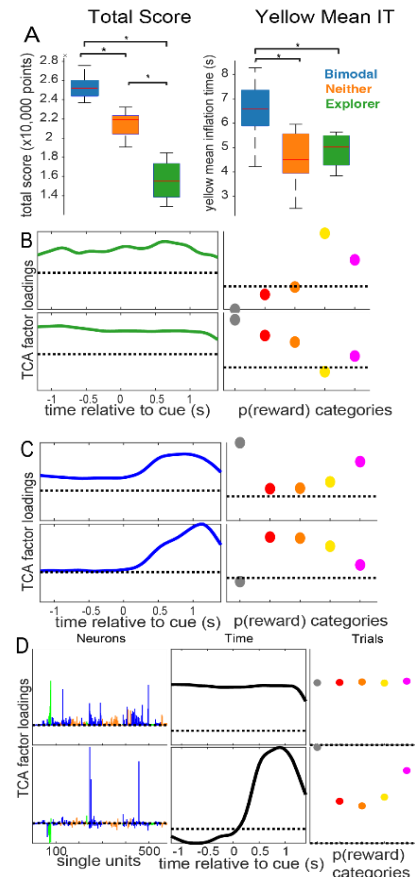 Total Score
Yellow Mean IT
A
*
*
*
*
*
total score (x10,000 points)
2.8
2.6
2.4
2.2
2
1.8
1.6
1.4
yellow mean inflation time (s)
8
7
6
5
4
3
Bimodal
Neither
Explorer
B
TCA factor loadings
-1
-0.5
0
0.5
1
time relative to cue (s)
p(reward) categories
C
TCA factor loadings
-1
-0.5
0
0.5
1
time relative to cue (s)
p(reward) categories
D
Neurons
Time
Trials
TCA factor loadings
100
500
single units
-1
-0.5
0
0.5
1
time relative to cue (s)
p(reward)
categories